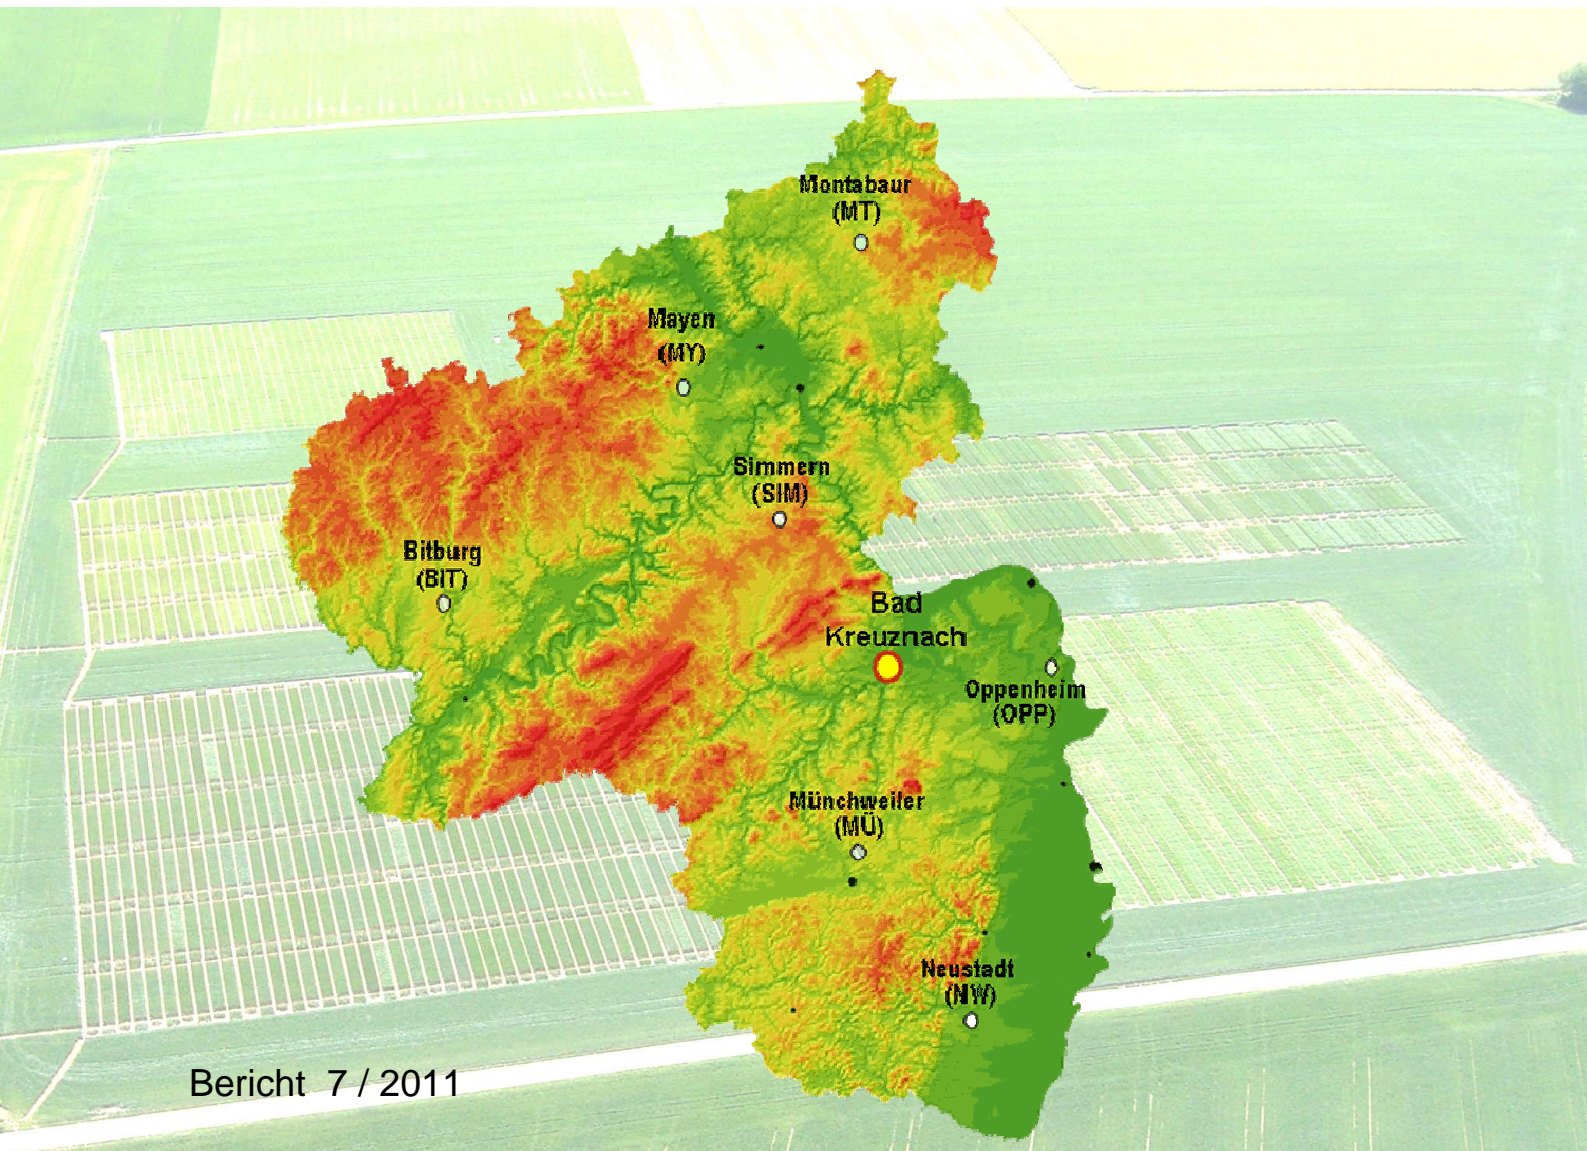 Montabaur
(MT)
Mayen
(MY)
Simmern
(SIM)
Bitburg
(BIT)
Bad
Kreuznach
Oppenheim
(OPP)
Münchweiler
(MÜ)
Neustadt
(NW)
Bericht 7 / 2011